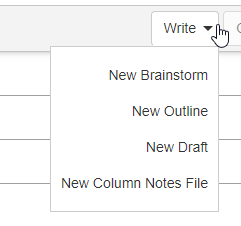 Write
New Brainstorm
New Outline
New Draft
New Column Notes File